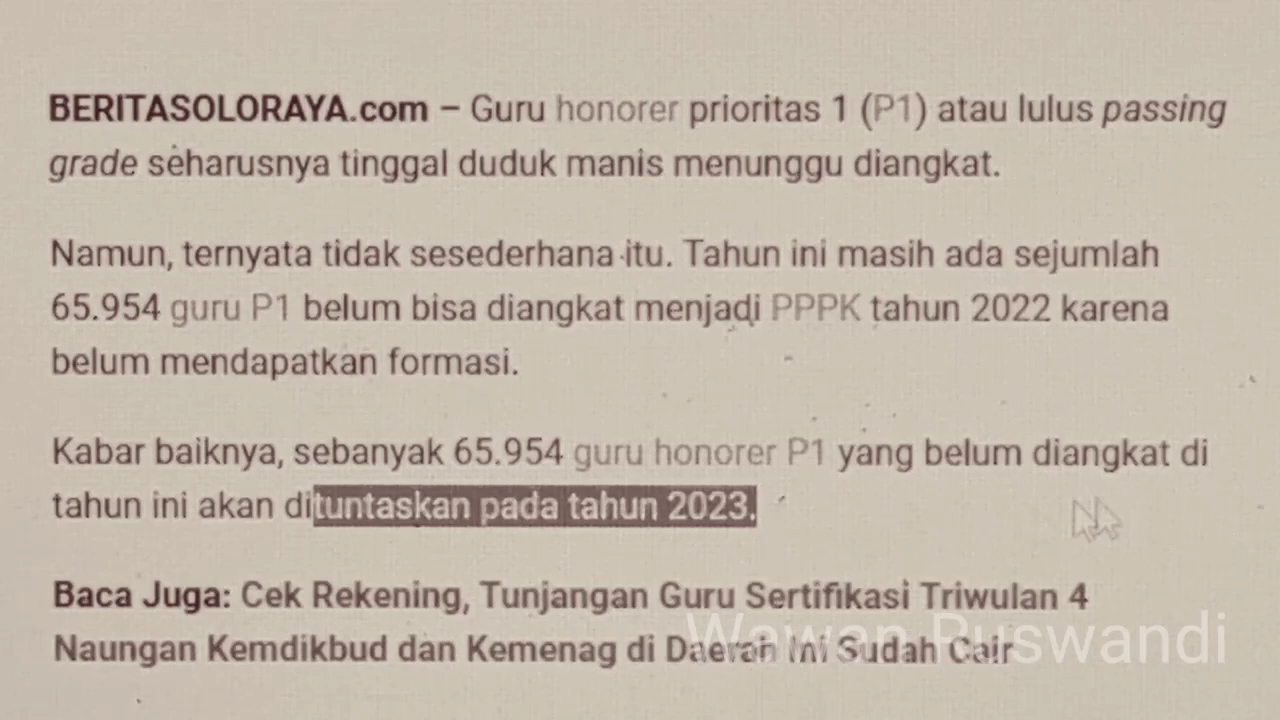 BERITASOLORAYA.com – Guru honorer prioritas 1 (P1) atau lulus passing
grade seharusnya tinggal duduk manis menunggu diangkat.
Namun, ternyata tidak sesederhana itu. Tahun ini masih ada sejumlah
65.954 guru P1 belum bisa diangkat menjadi PPPK tahun 2022 karena
belum mendapatkan formasi.
Kabar baiknya, sebanyak 65.954 guru honorer P1 yang belum diangkat di
tahun ini akan dituntaskan pada tahun 2023.
Baca Juga: Cek Rekening, Tunjangan Guru Sertifikasi Triwulan 4
Naungan Kemdikbud dan Kemenag di Daerah Ini Sudah Cair
Wawan Ruswandi